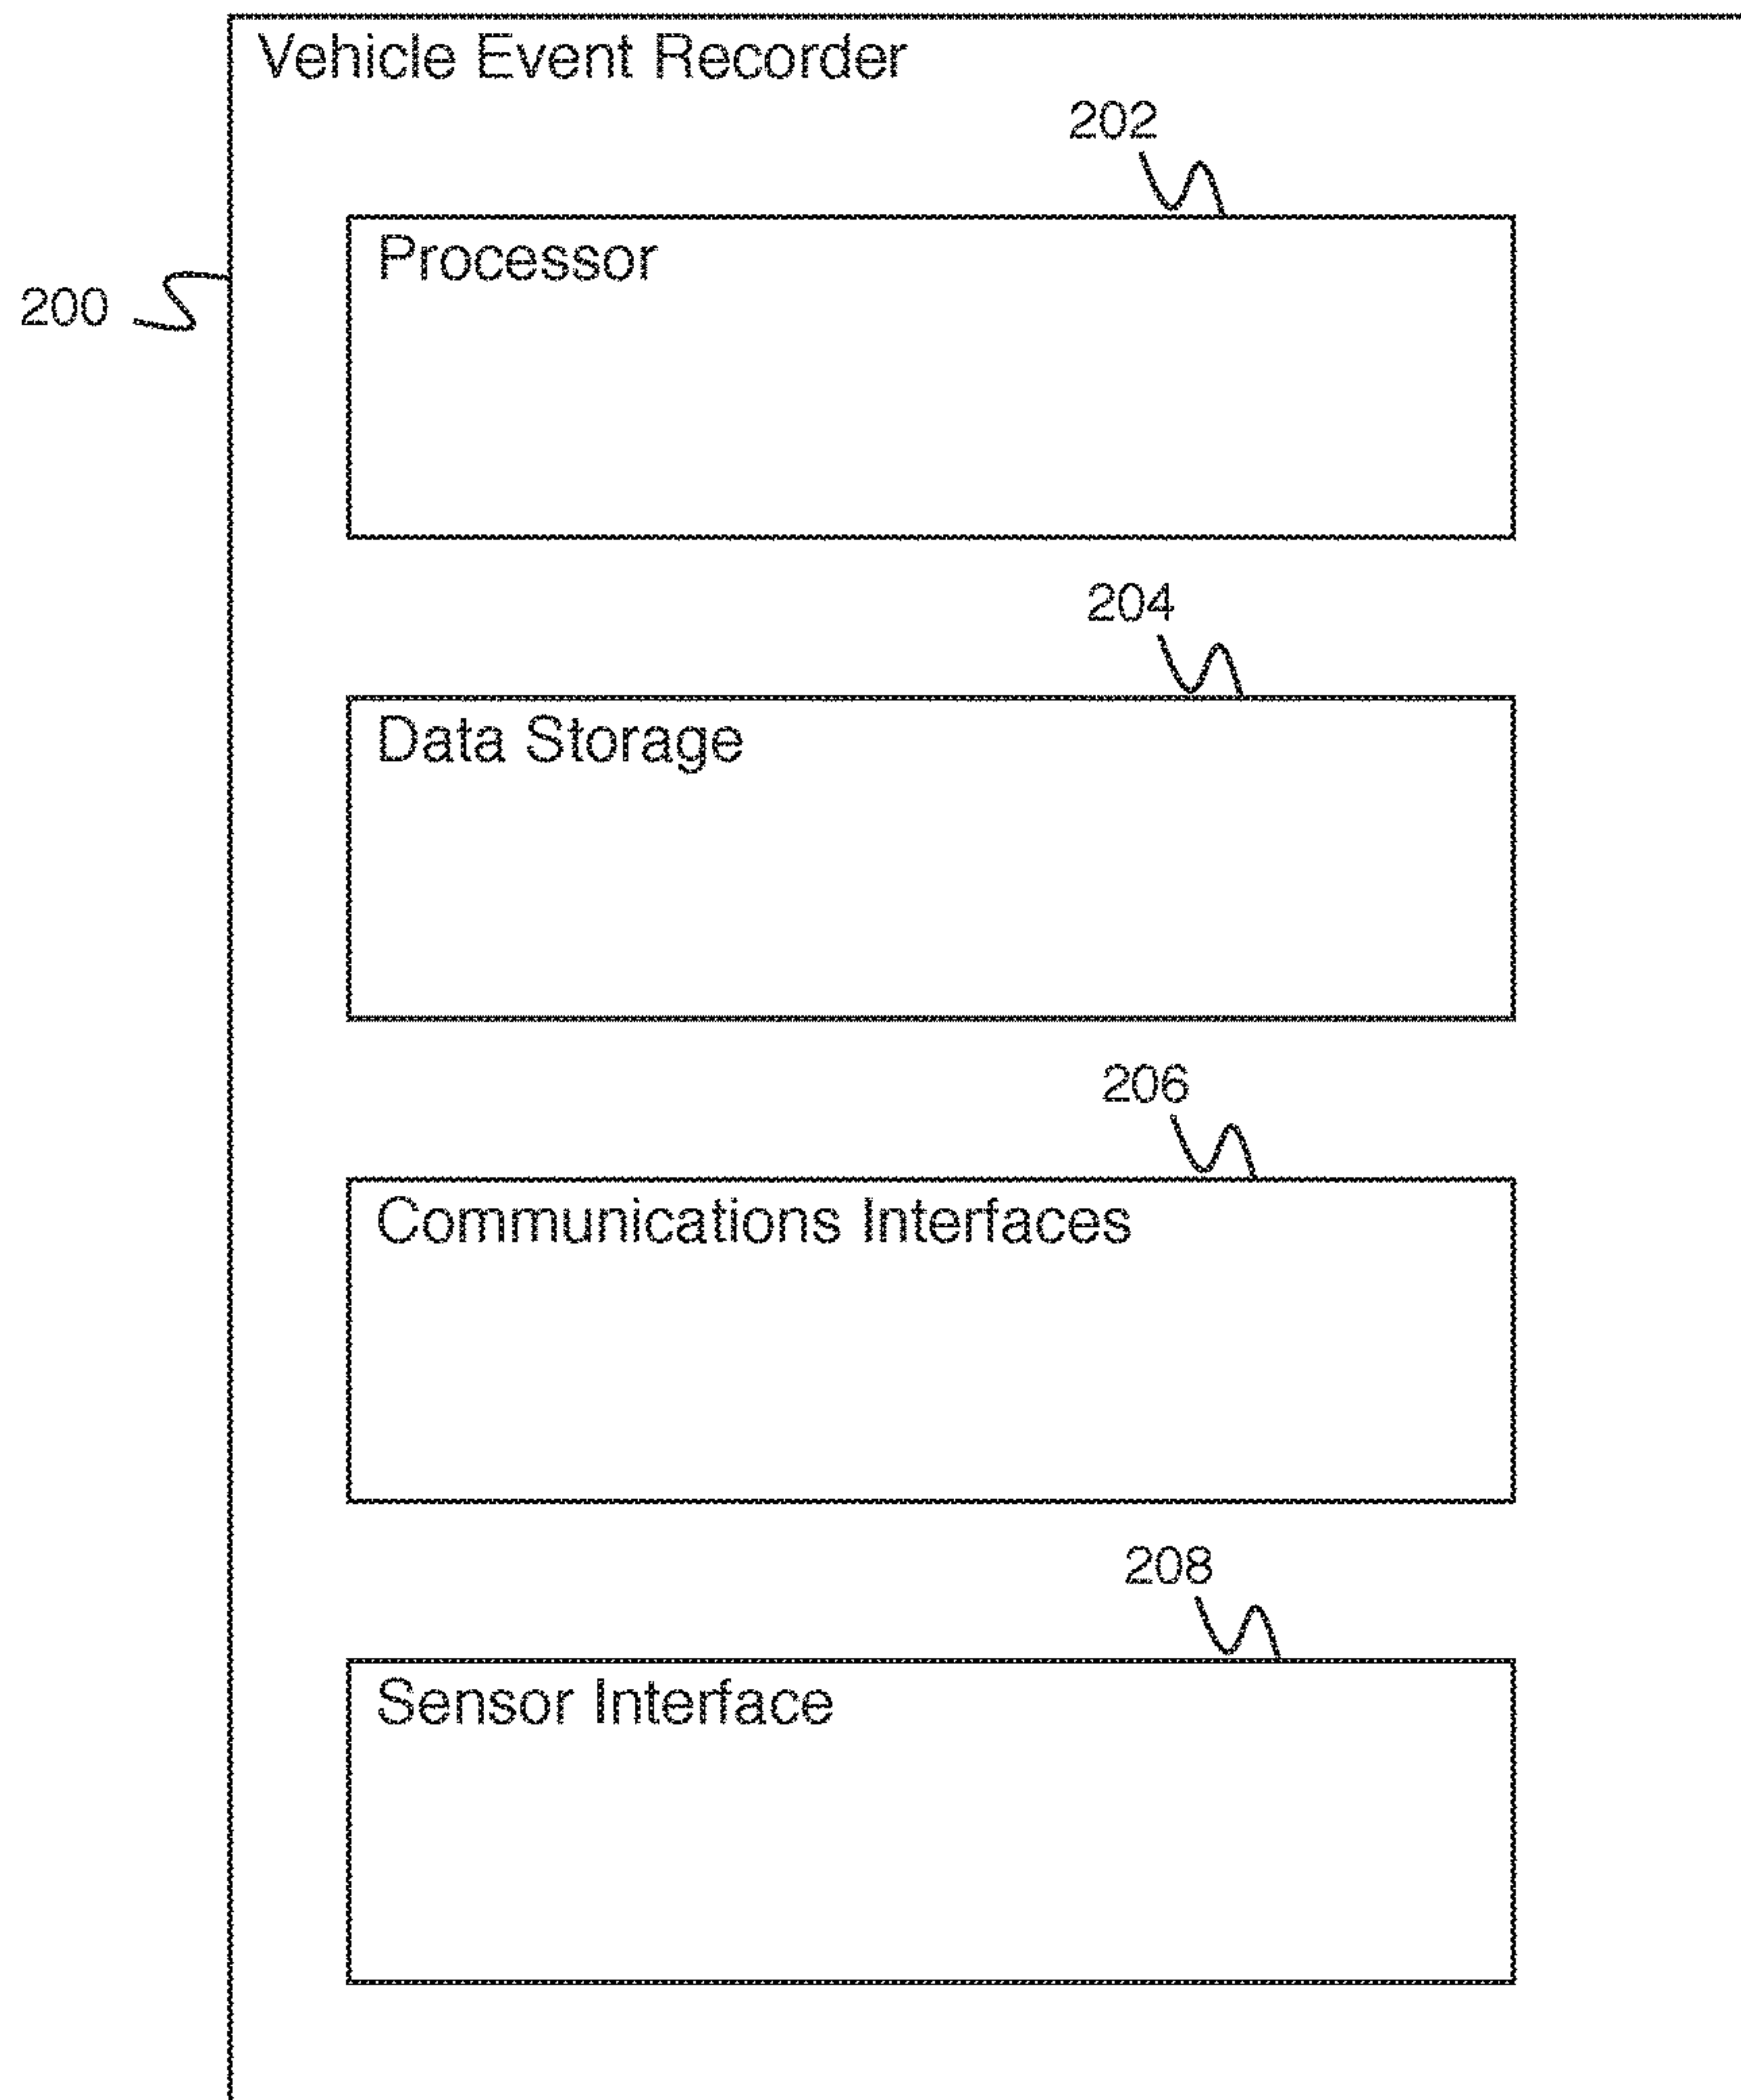 Vehicle Event Recorder
202
Processor
200
204
Data Storage
206
Communications Interfaces
208
Sensor Interface